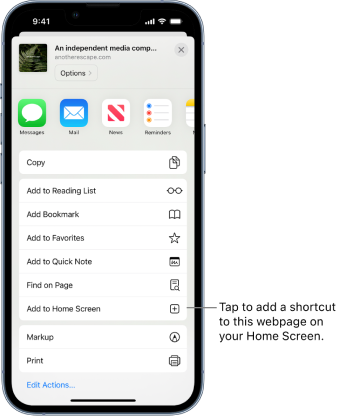 9:41
An independent media comp...
anotherescape.com
Options
Messages
Mail
News
Reminders
Copy
Add to Reading List
Add Bookmark
Add to Favorites
Add to Quick Note
Find on Page
Add to Home Screen
Markup
Print
Edit Actions...
Tap to add a shortcut
to this webpage on
your Home Screen.